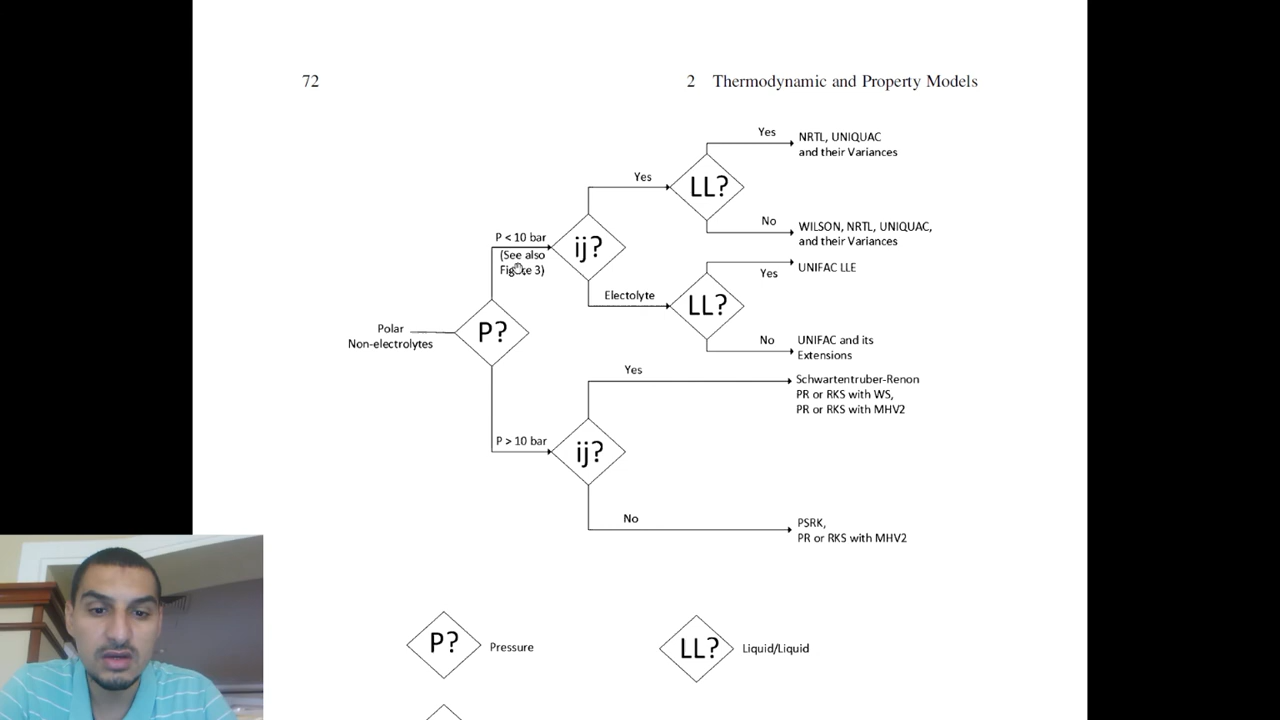 72
2 Thermodynamic and Property Models
Yes
NRTL, UNIQUAC
and their Variances
Yes
LL?
No
WILSON, NRTL, UNIQUAC,
and their Variances
P < 10 bar
(See also
Figure 3)
ij?
Yes
UNIFAC LLE
Electolyte
LL?
No
UNIFAC and its
Extensions
Polar
Non-electrolytes
P?
Yes
Schwartentruber-Renon
PR or RKS with WS,
PR or RKS with MHV2
P > 10 bar
ij?
No
PSRK,
PR or RKS with MHV2
P?
Pressure
LL?
Liquid/Liquid